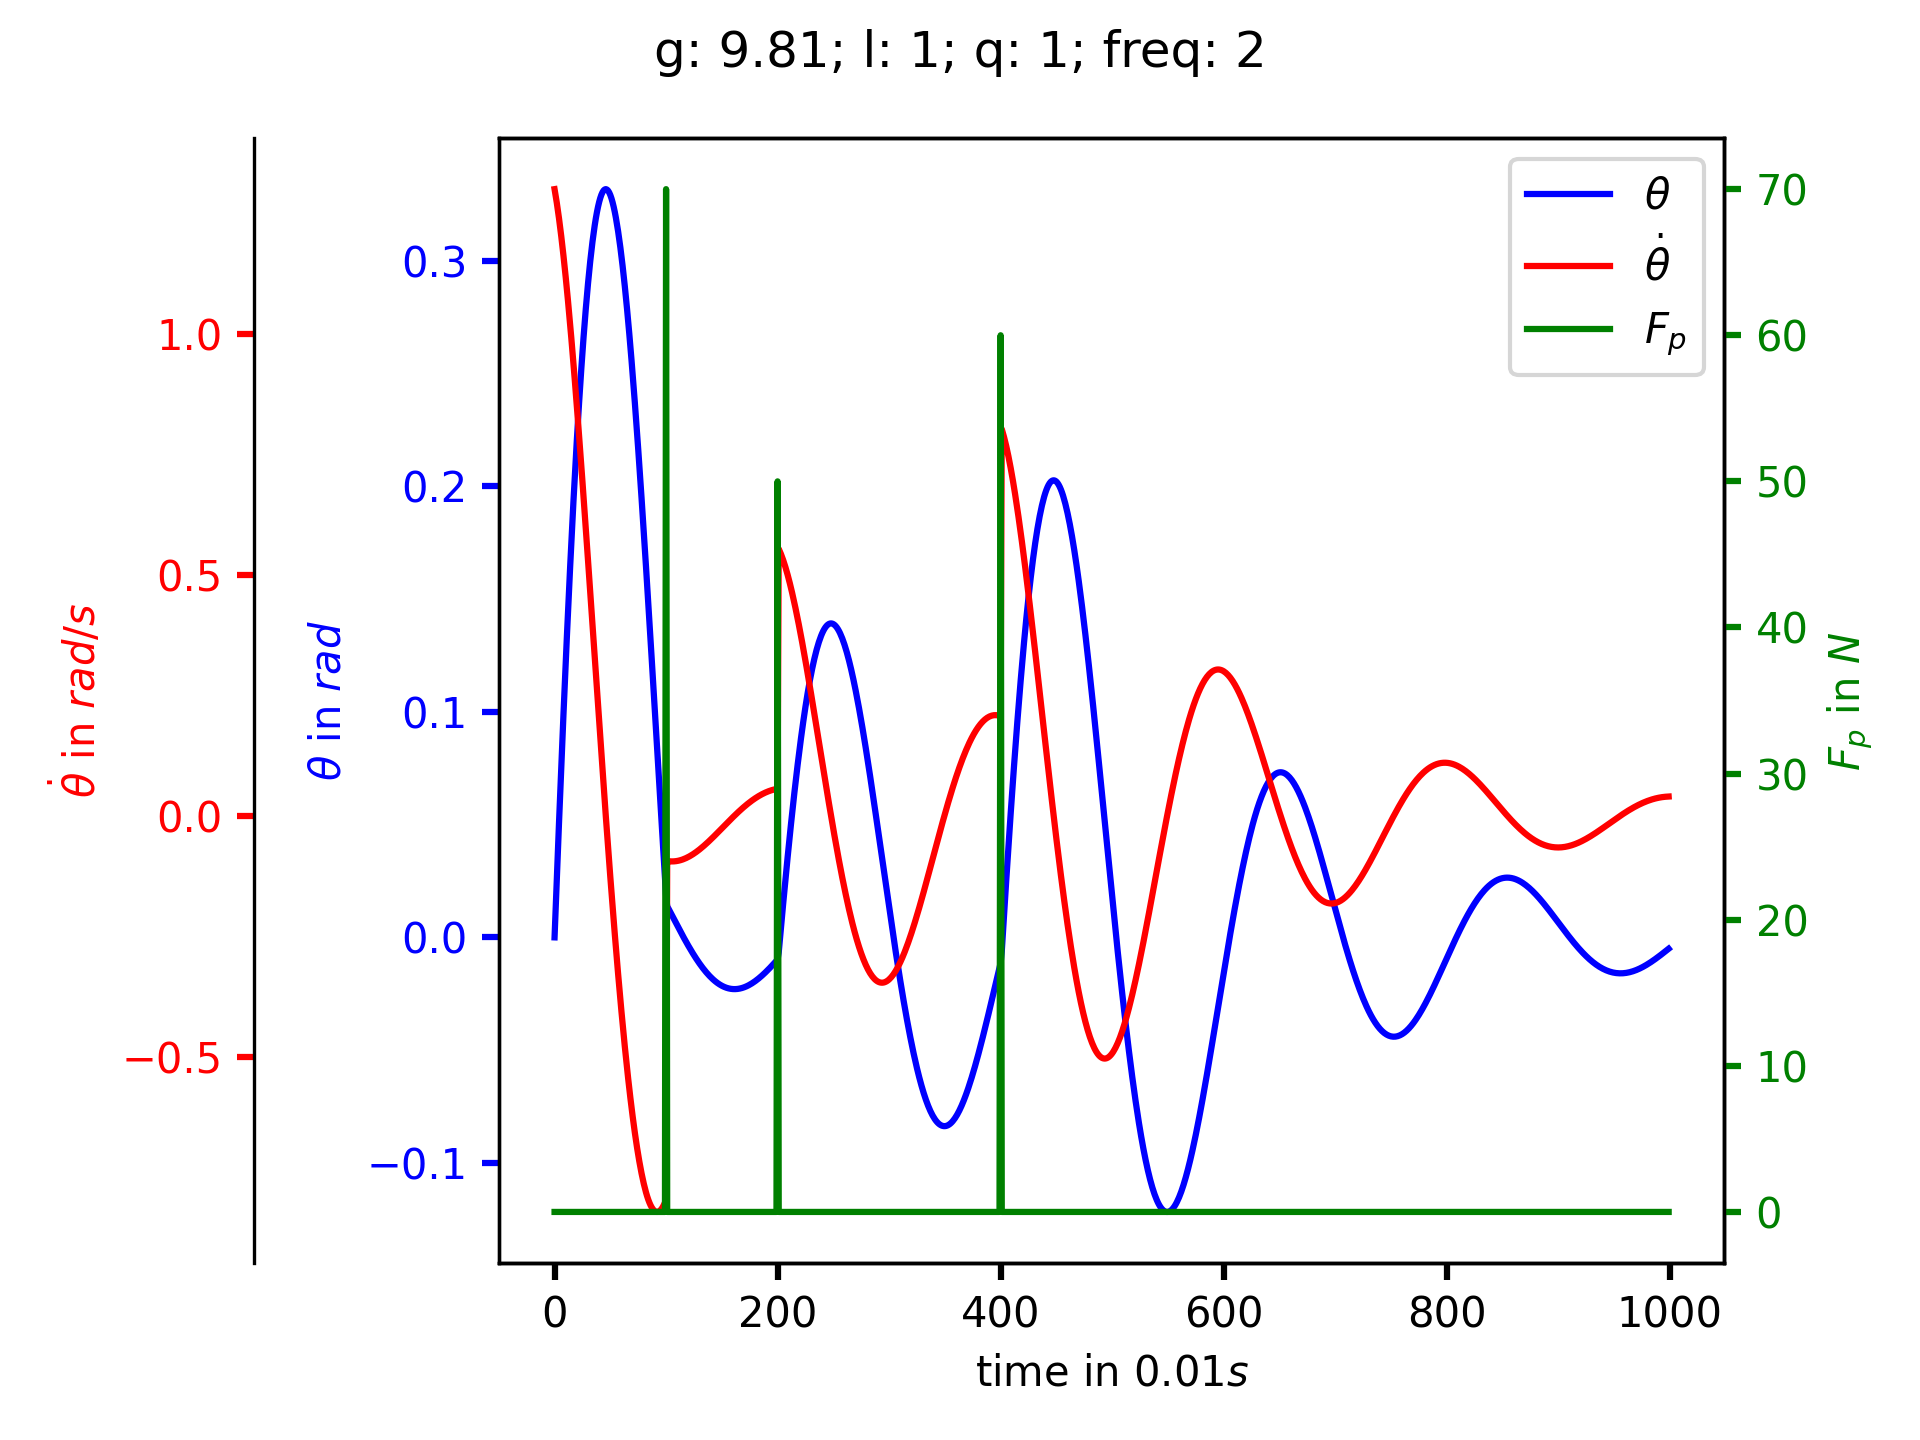 g: 9.81; l: 1; q: 1; freq: 2
θ
θ̇
F_p
θ̇ in rad/s
1.0
0.5
0.0
−0.5
θ in rad
0.3
0.2
0.1
0.0
−0.1
70
60
50
40
30
20
10
0
F_p in N
0 200 400 600 800 1000
time in 0.01s